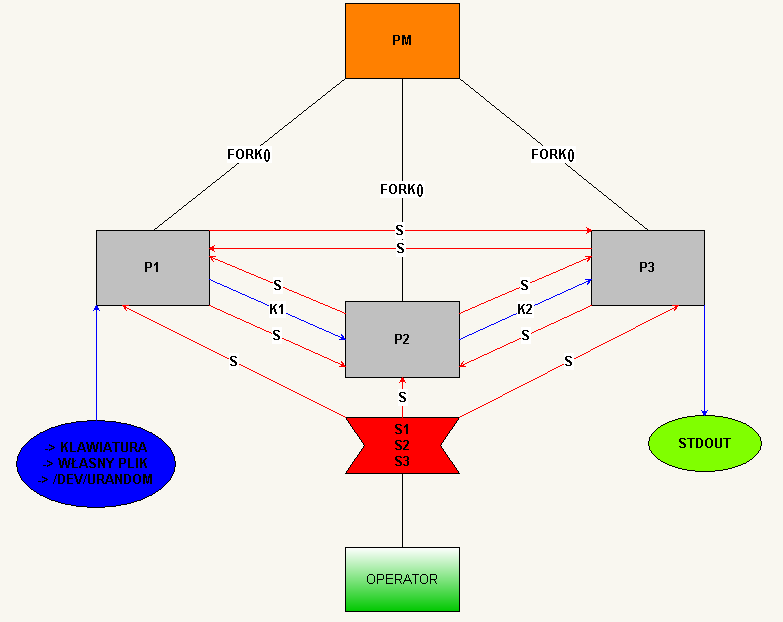 PM
FORK()
FORK()
FORK()
S
S
P1
P3
S
S
K1
K2
P2
S
S
S
S
S
S1
S2
S3
> KLAWIATURA
> WLASNY PLIK
> /DEV/URANDOM
STDOUT
OPERATOR